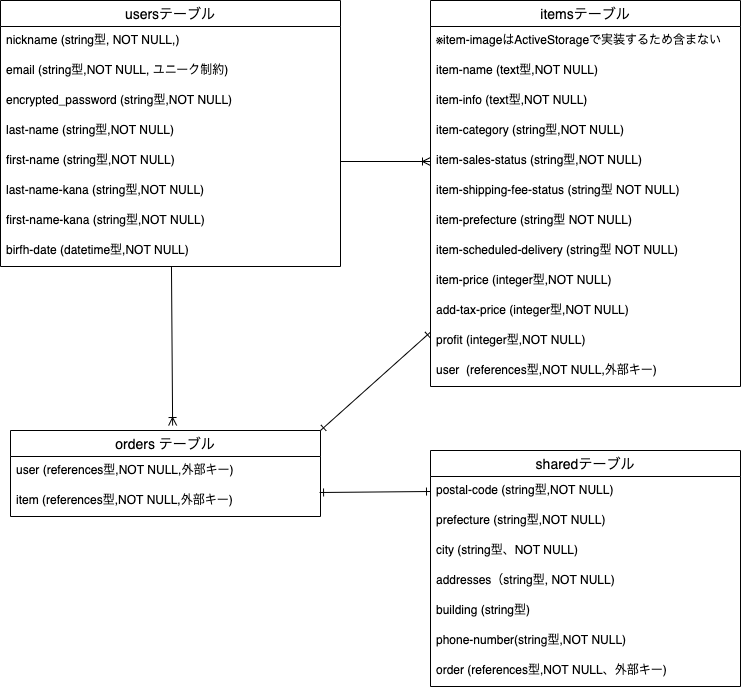 usersテーブル
nickname (string型, NOT NULL,)
email (string型,NOT NULL, ユニーク制約)
encrypted_password (string型,NOT NULL)
last-name (string型,NOT NULL)
first-name (string型,NOT NULL)
last-name-kana (string型,NOT NULL)
first-name-kana (string型,NOT NULL)
birfh-date (datetime型,NOT NULL)
itemsテーブル
※item-imageはActiveStorageで実装するため含まない
item-name (text型,NOT NULL)
item-info (text型,NOT NULL)
item-category (string型,NOT NULL)
item-sales-status (string型,NOT NULL)
item-shipping-fee-status (string型 NOT NULL)
item-prefecture (string型 NOT NULL)
item-scheduled-delivery (string型 NOT NULL)
item-price (integer型,NOT NULL)
add-tax-price (integer型,NOT NULL)
profit (integer型,NOT NULL)
user (references型,NOT NULL,外部キー)
orders テーブル
user (references型,NOT NULL,外部キー)
item (references型,NOT NULL,外部キー)
sharedテーブル
postal-code (string型,NOT NULL)
prefecture (string型,NOT NULL)
city (string型、NOT NULL)
addresses（string型, NOT NULL)
building (string型)
phone-number(string型,NOT NULL)
order (references型,NOT NULL、外部キー)